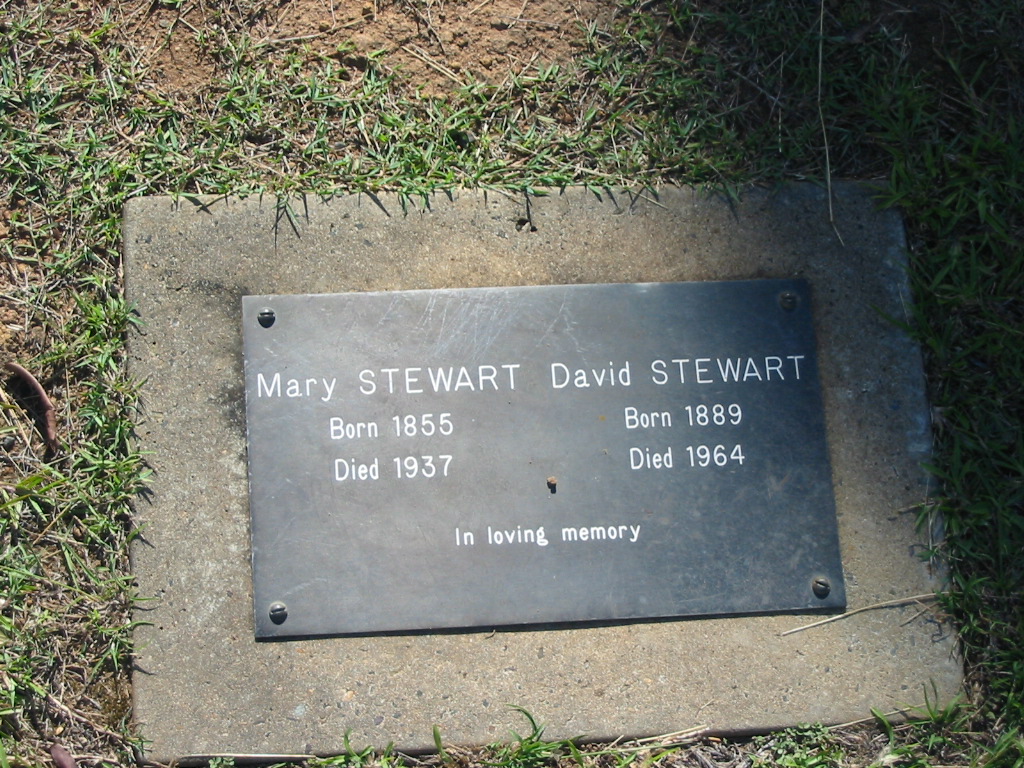 Mary STEWART David STEWART
Born 1855 Born 1889
Died 1937 Died 1964
In loving memory